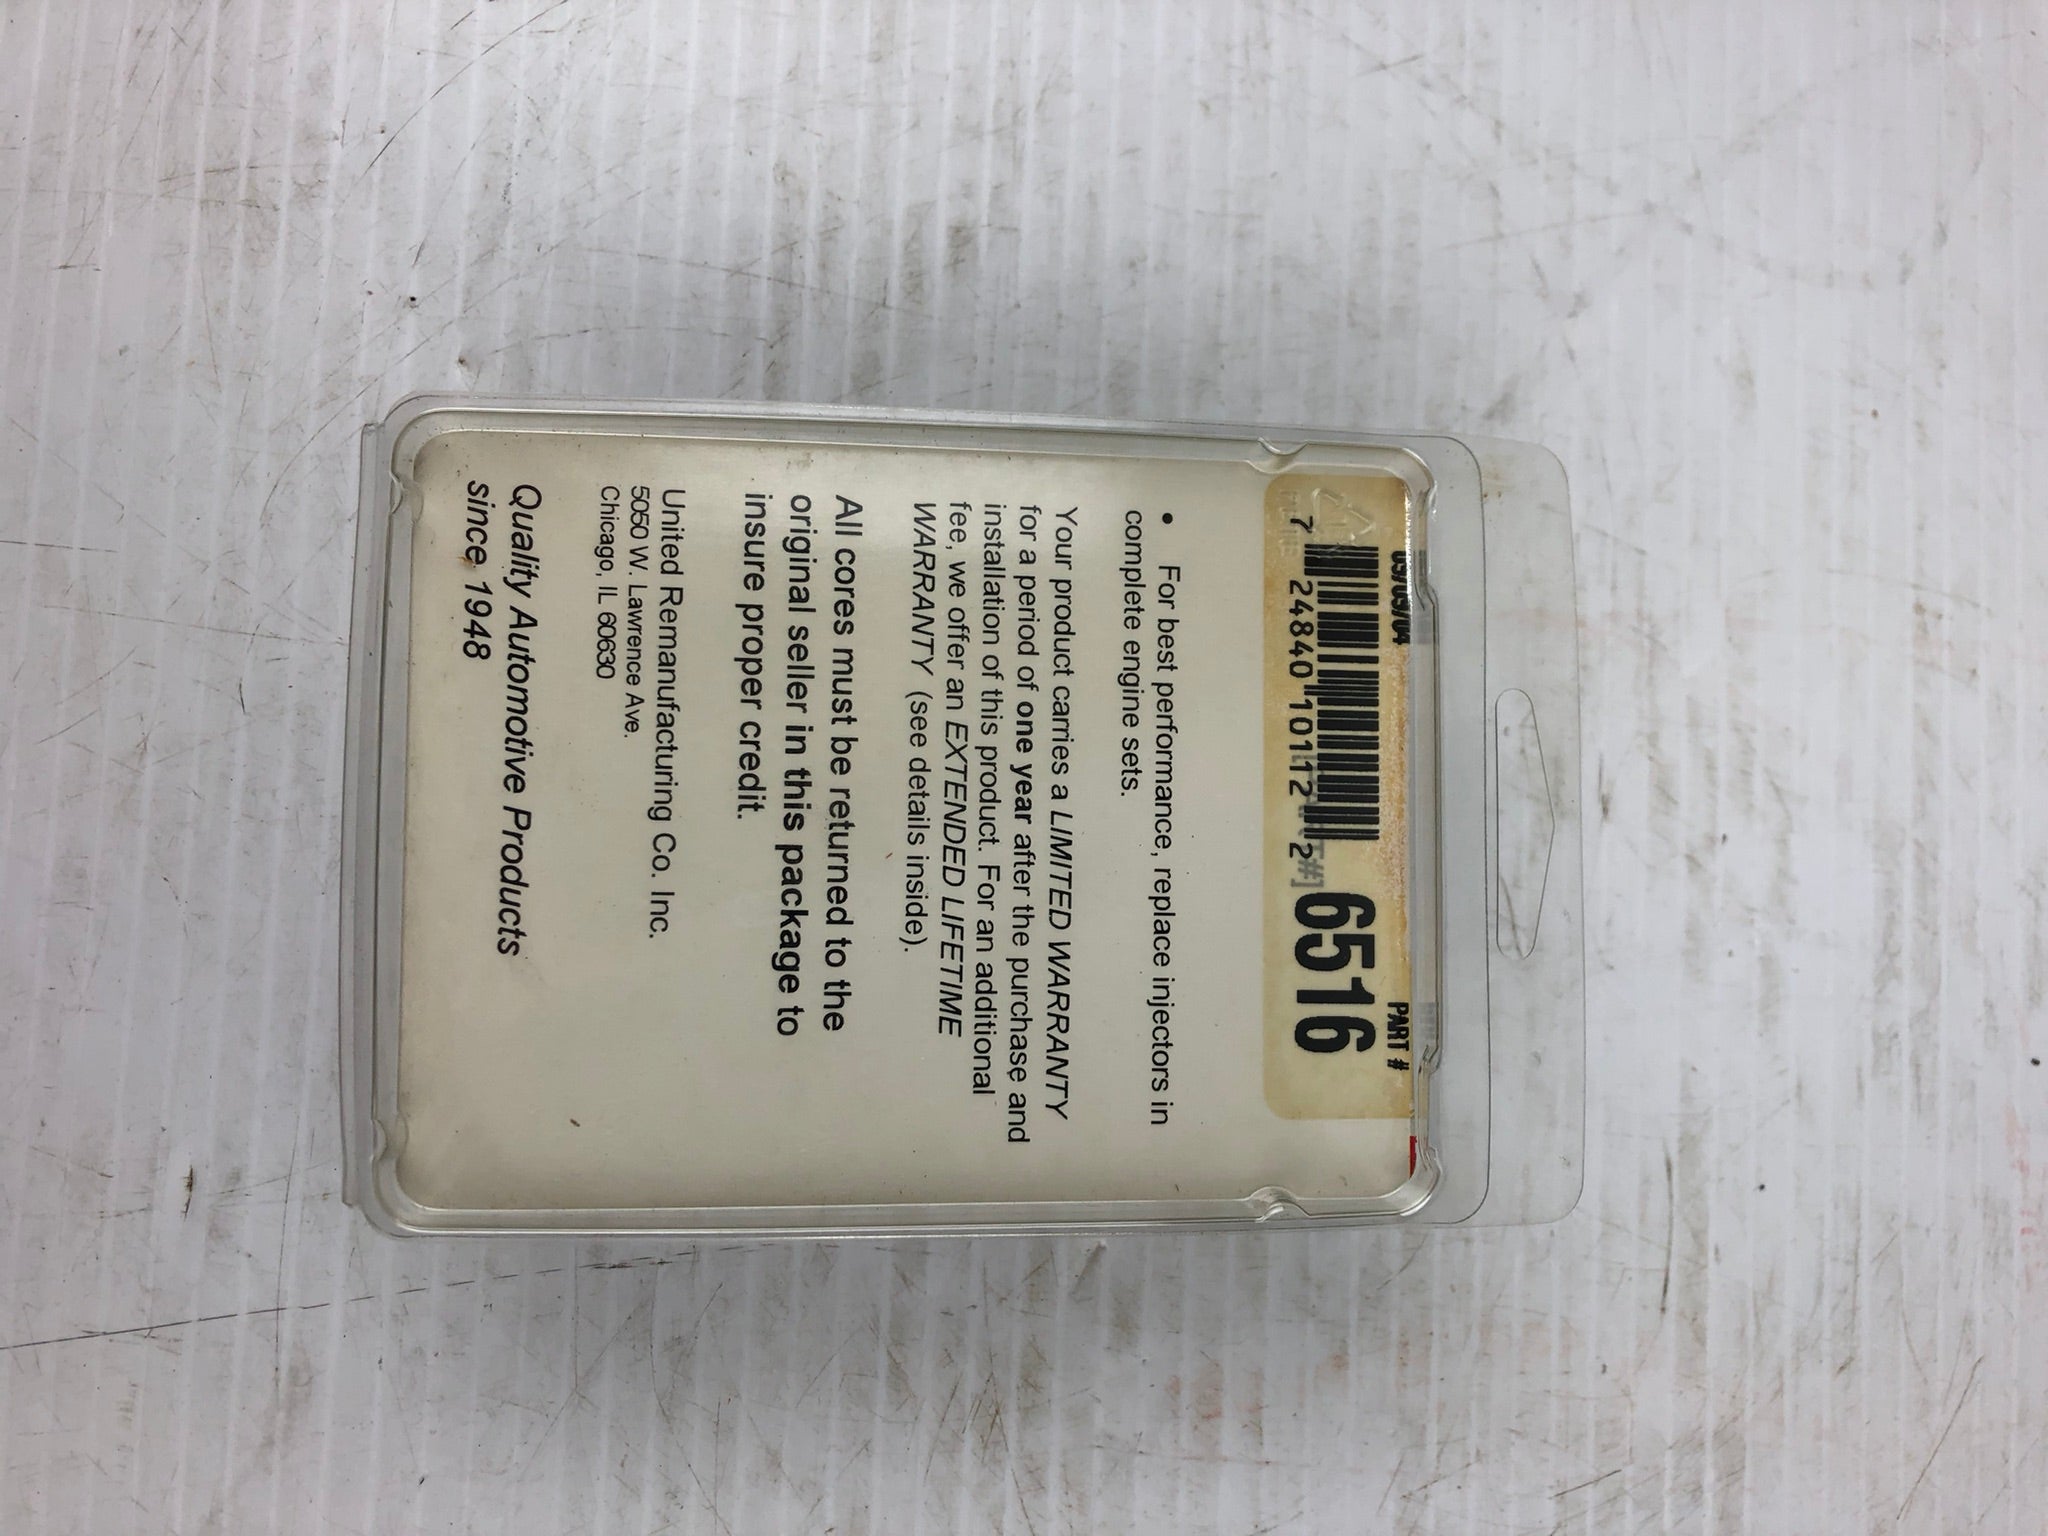 09/09/04 PART #
7 24840 10112 2 6516
• For best performance, replace injectors in
complete engine sets.
Your product carries a LIMITED WARRANTY
for a period of one year after the purchase and
installation of this product. For an additional
fee, we offer an EXTENDED LIFETIME
WARRANTY (see details inside).
All cores must be returned to the
original seller in this package to
insure proper credit.
United Remanufacturing Co. Inc.
5050 W. Lawrence Ave.
Chicago, IL 60630
Quality Automotive Products
since 1948